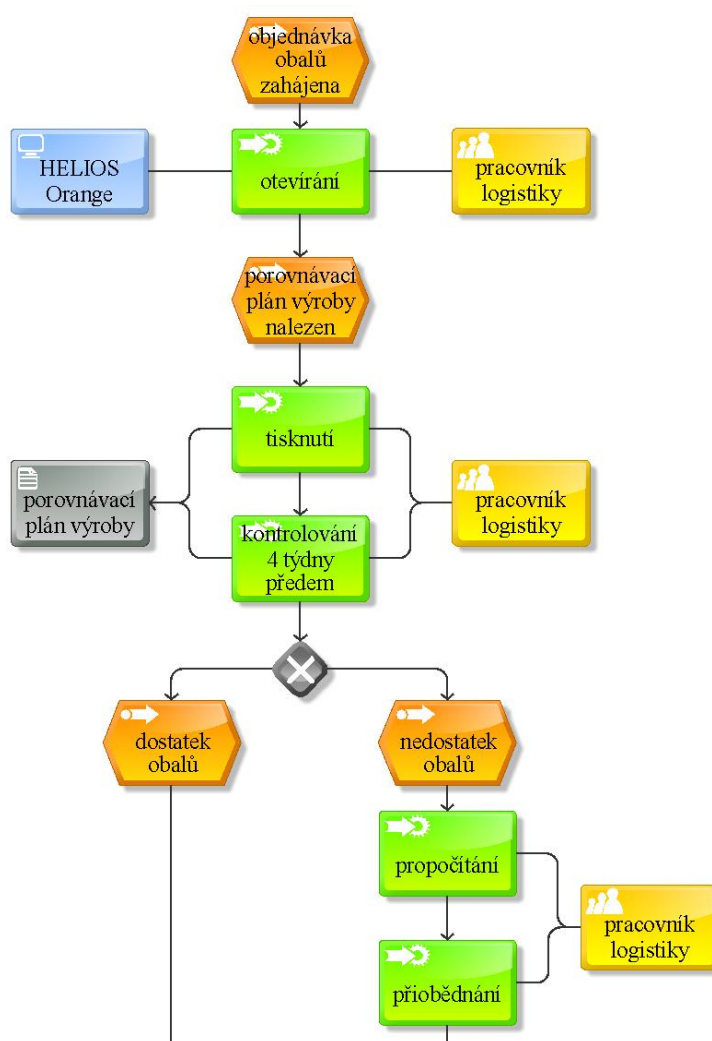 objednávka
obalů
zahájena
HELIOS
Orange
otevírání
pracovník
logistiky
porovnávací
plán výroby
nalezen
tisknutí
porovnávací
plán výroby
pracovník
logistiky
kontrolování
4 týdny
předem
dostatek
obalů
nedostatek
obalů
propočítání
pracovník
logistiky
přiobědnání